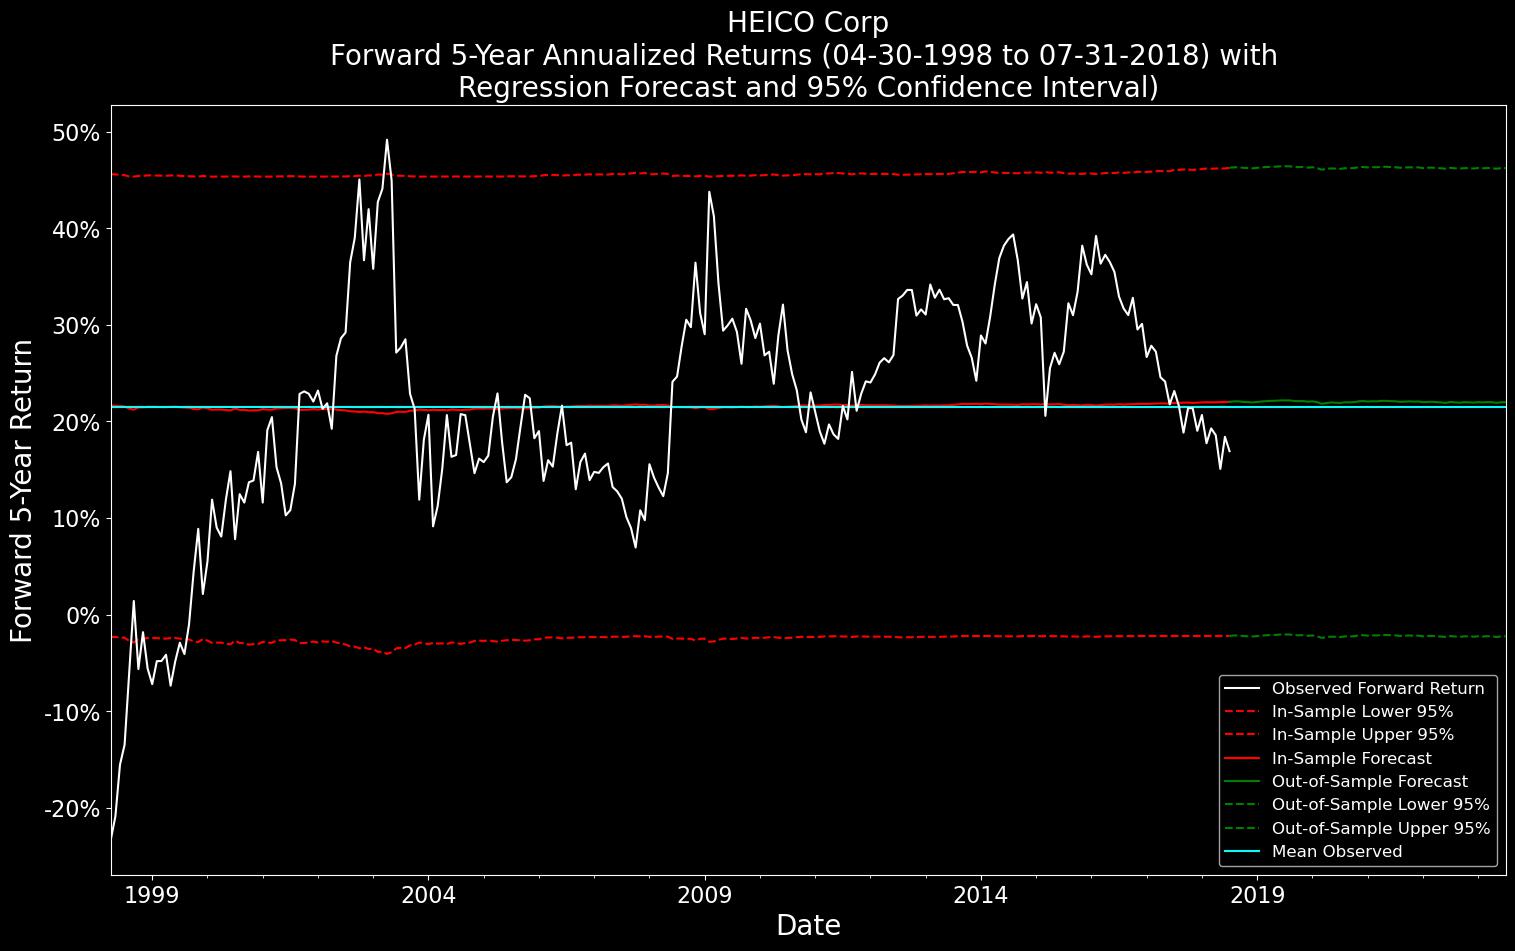 HEICO Corp
Forward 5-Year Annualized Returns (04-30-1998 to 07-31-2018) with
Regression Forecast and 95% Confidence Interval)
Forward 5-Year Return
50%
40%
30%
20%
10%
0%
-10%
-20%
Observed Forward Return
In-Sample Lower 95%
In-Sample Upper 95%
In-Sample Forecast
Out-of-Sample Forecast
Out-of-Sample Lower 95%
Out-of-Sample Upper 95%
Mean Observed
1999
2004
2009
2014
2019
Date